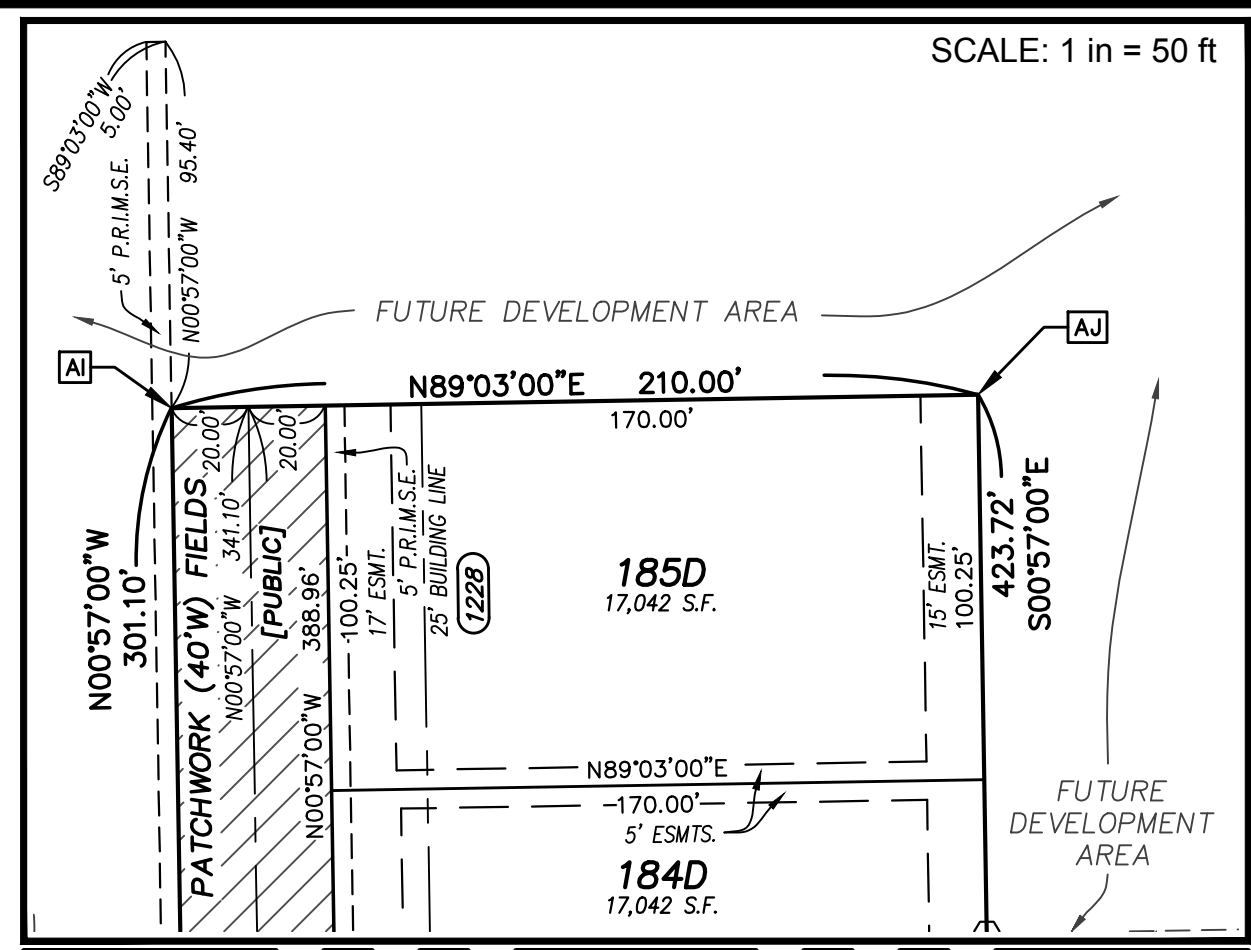 SCALE: 1 in = 50 ft
S89°03'00"W
5.00'
5' P.R.I.M.S.E.
N00°57'00"W 95.40'
FUTURE DEVELOPMENT AREA
AI
AJ
N89°03'00"E 210.00'
170.00'
20.00'
20.00'
N00°57'00"W
301.10'
PATCHWORK (40'W) FIELDS
N00°57'00"W 341.10'
[PUBLIC]
N00°57'00"W 388.96'
100.25'
17' ESMT.
5' P.R.I.M.S.E.
25' BUILDING LINE
1228
185D
17,042 S.F.
15' ESMT.
100.25'
423.72'
S00°57'00"E
N89°03'00"E
170.00'
5' ESMTS.
184D
17,042 S.F.
FUTURE
DEVELOPMENT
AREA